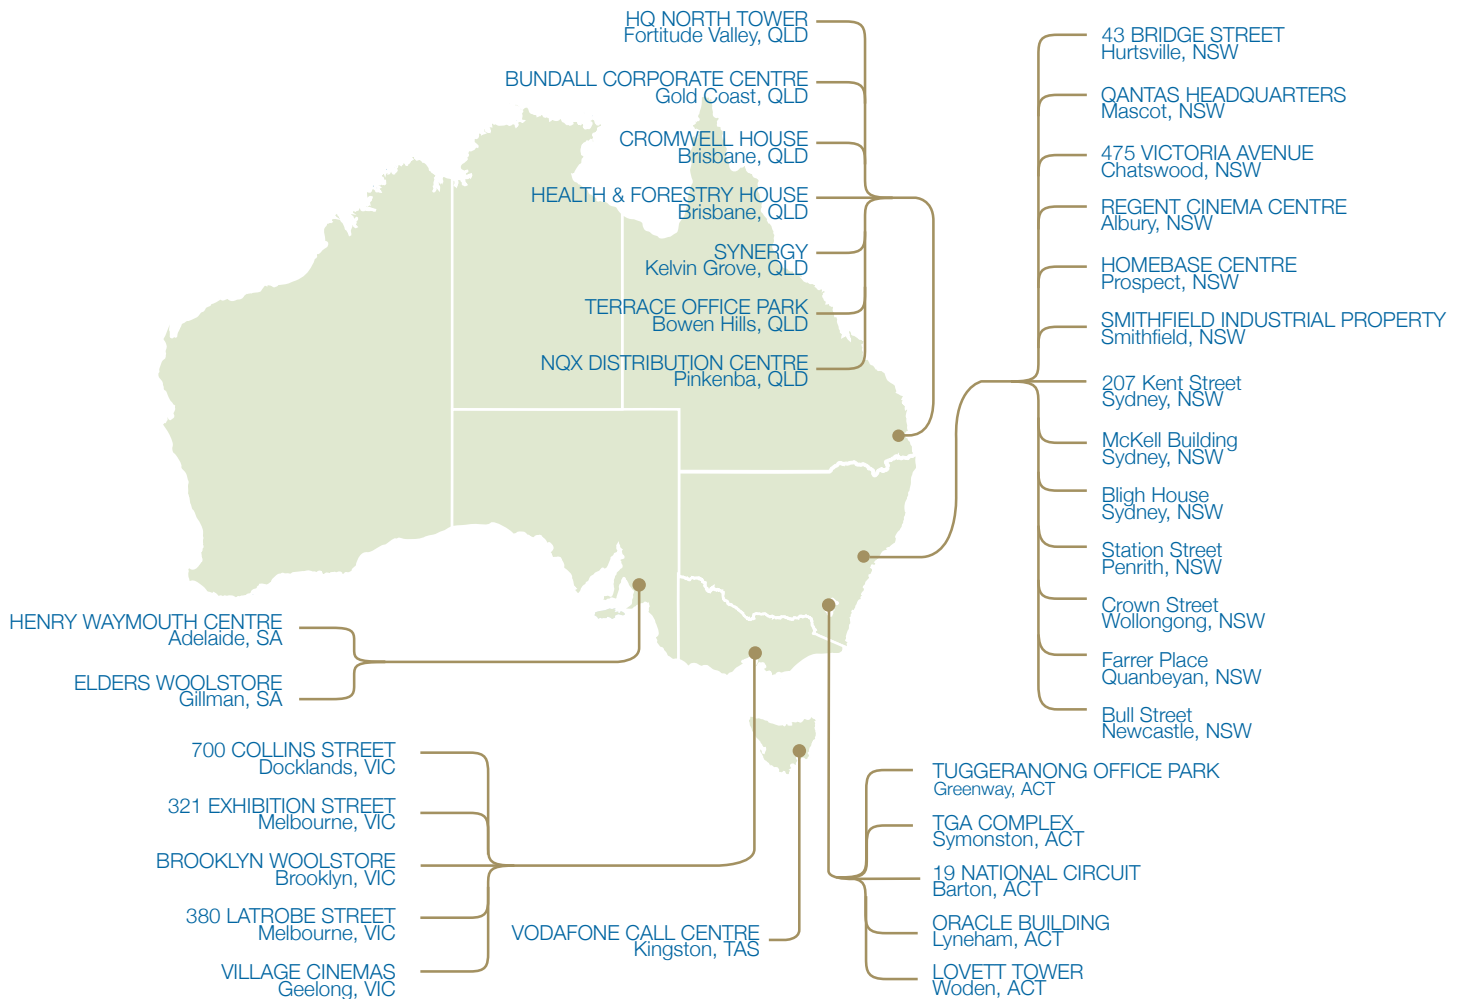 HQ NORTH TOWER
Fortitude Valley, QLD
BUNDALL CORPORATE CENTRE
Gold Coast, QLD
CROMWELL HOUSE
Brisbane, QLD
HEALTH & FORESTRY HOUSE
Brisbane, QLD
SYNERGY
Kelvin Grove, QLD
TERRACE OFFICE PARK
Bowen Hills, QLD
NQX DISTRIBUTION CENTRE
Pinkenba, QLD
43 BRIDGE STREET
Hurtsville, NSW
QANTAS HEADQUARTERS
Mascot, NSW
475 VICTORIA AVENUE
Chatswood, NSW
REGENT CINEMA CENTRE
Albury, NSW
HOMEBASE CENTRE
Prospect, NSW
SMITHFIELD INDUSTRIAL PROPERTY
Smithfield, NSW
207 Kent Street
Sydney, NSW
McKell Building
Sydney, NSW
Bligh House
Sydney, NSW
Station Street
Penrith, NSW
Crown Street
Wollongong, NSW
Farrer Place
Quanbeyan, NSW
Bull Street
Newcastle, NSW
HENRY WAYMOUTH CENTRE
Adelaide, SA
ELDERS WOOLSTORE
Gillman, SA
700 COLLINS STREET
Docklands, VIC
321 EXHIBITION STREET
Melbourne, VIC
BROOKLYN WOOLSTORE
Brooklyn, VIC
380 LATROBE STREET
Melbourne, VIC
VILLAGE CINEMAS
Geelong, VIC
VODAFONE CALL CENTRE
Kingston, TAS
TUGGERANONG OFFICE PARK
Greenway, ACT
TGA COMPLEX
Symonston, ACT
19 NATIONAL CIRCUIT
Barton, ACT
ORACLE BUILDING
Lyneham, ACT
LOVETT TOWER
Woden, ACT